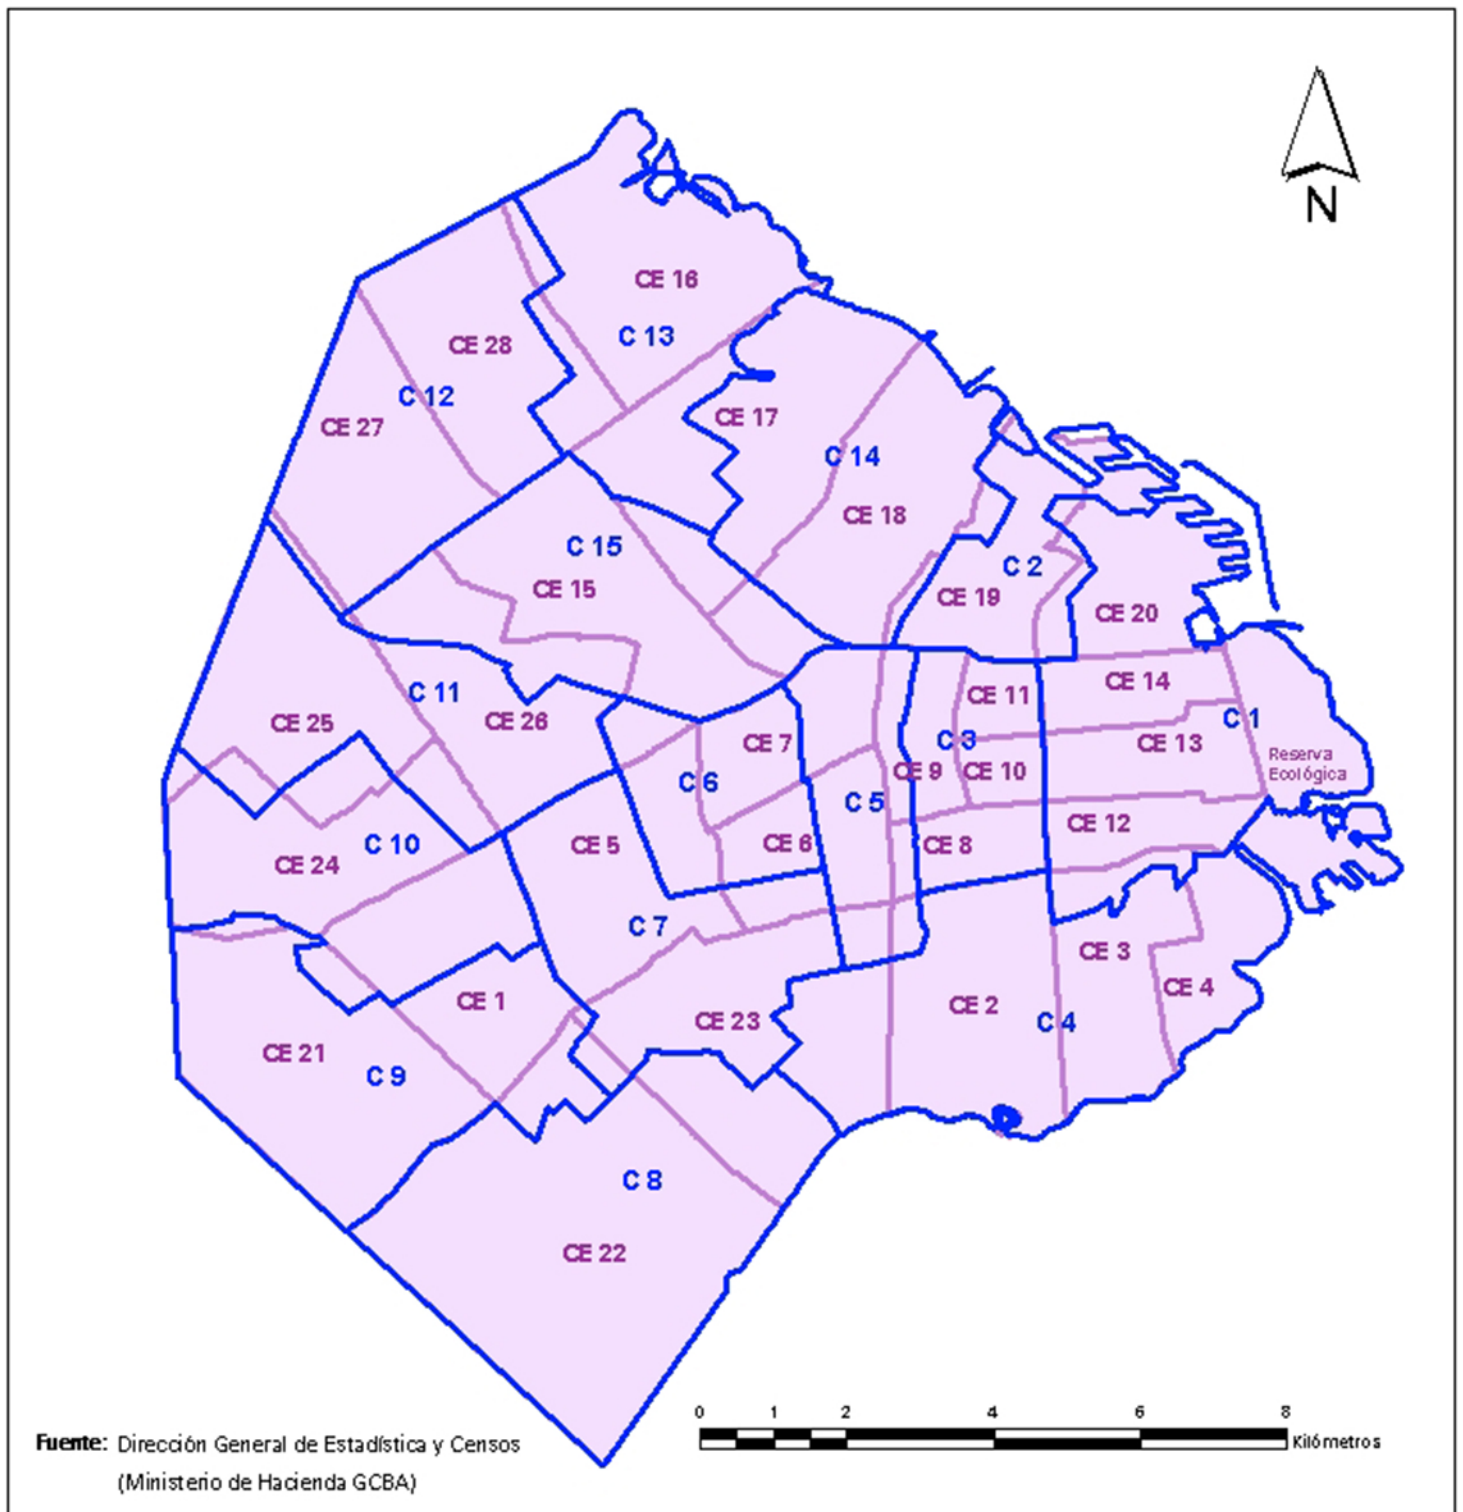 N
CE 16
C 13
CE 28
C 12
CE 27
CE 17
C 14
CE 18
C 15
CE 15
C 2
CE 19
CE 20
C 11
CE 26
CE 25
CE 11
CE 14
C 1
C 3
CE 13
CE 7
CE 9
CE 10
Reserva
Ecológica
C 6
C 5
CE 12
CE 5
CE 6
CE 8
C 10
CE 24
C 7
CE 3
CE 4
CE 1
CE 2
CE 23
C 4
CE 21
C 9
C 8
CE 22
0 1 2 4 6 8
Kilómetros
Fuente: Dirección General de Estadística y Censos
(Ministerio de Hacienda GCBA)